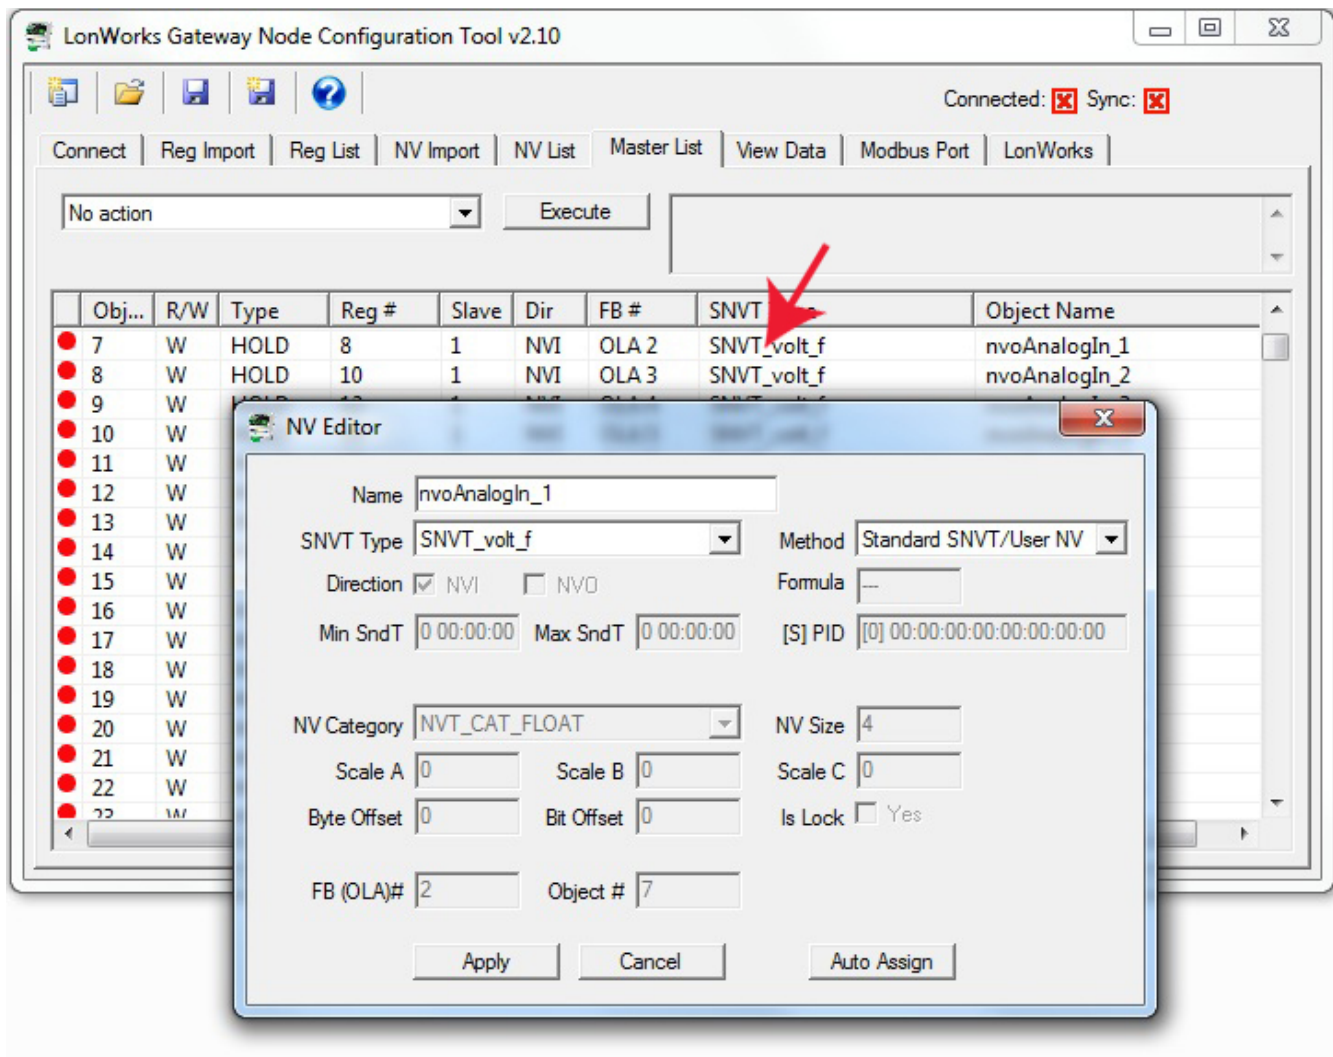 LonWorks Gateway Node Configuration Tool v2.10
Connected: Sync:
Connect Reg Import Reg List NV Import NV List Master List View Data Modbus Port LonWorks
No action Execute
Obj... R/W Type Reg # Slave Dir FB # SNVT Object Name
7 W HOLD 8 1 NVI OLA 2 SNVT_volt_f nvoAnalogIn_1
8 W HOLD 10 1 NVI OLA 3 SNVT_volt_f nvoAnalogIn_2
9 W
10 W
11 W
12 W
13 W
14 W
15 W
16 W
17 W
18 W
19 W
20 W
21 W
22 W
NV Editor
Name nvoAnalogIn_1
SNVT Type SNVT_volt_f Method Standard SNVT/User NV
Direction NVI NVO Formula ---
Min SndT 0 00:00:00 Max SndT 0 00:00:00 [S] PID [0] 00:00:00:00:00:00:00:00
NV Category NVT_CAT_FLOAT NV Size 4
Scale A 0 Scale B 0 Scale C 0
Byte Offset 0 Bit Offset 0 Is Lock Yes
FB (OLA)# 2 Object # 7
Apply Cancel Auto Assign